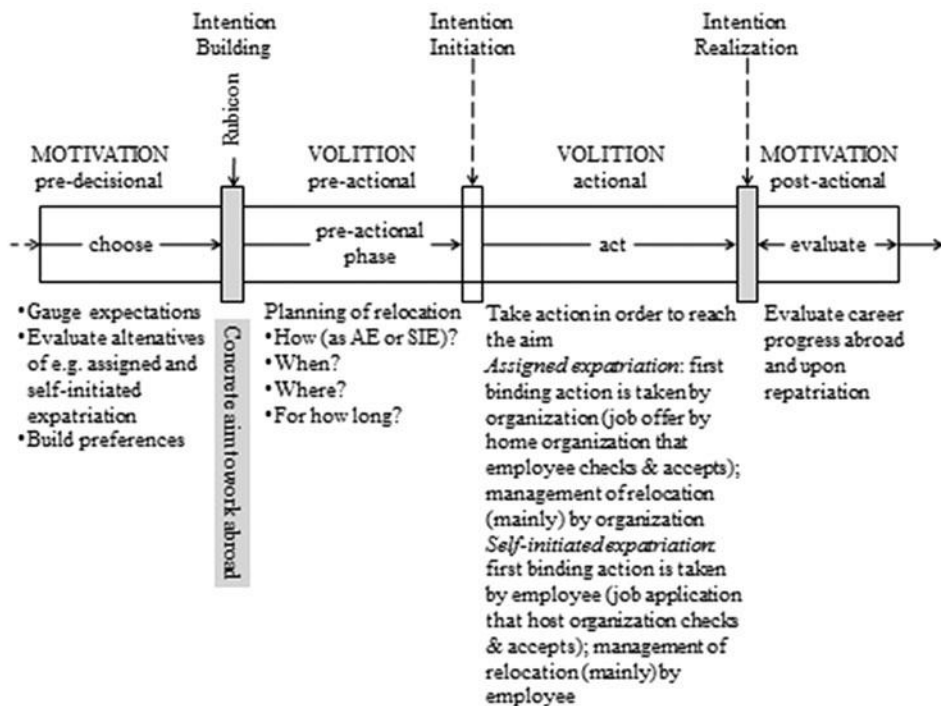 Intention
Building
Intention
Initiation
Intention
Realization
Rubicon
MOTIVATION
pre-decisional
VOLITION
pre-actional
VOLITION
actional
MOTIVATION
post-actional
choose
pre-actional
phase
act
evaluate
•Gauge expectations
•Evaluate altenatives
of e.g. assigned and
self-initiated
expatriation
•Build preferences
Concrete aim to work abroad
Planning of relocation
•How (as AE or SIE)?
•When?
•Where?
•For how long?
Take action in order to reach
the aim
Assigned expatriation: first
binding action is taken by
organization (job offer by
home organization that
employee checks & accepts);
management of relocation
(mainly) by organization
Self-initiated expatriation:
first binding action is taken
by employee (job application
that host organization checks
& accepts); management of
relocation (mainly) by
employee
Evaluate career
progress abroad
and upon
repatriation